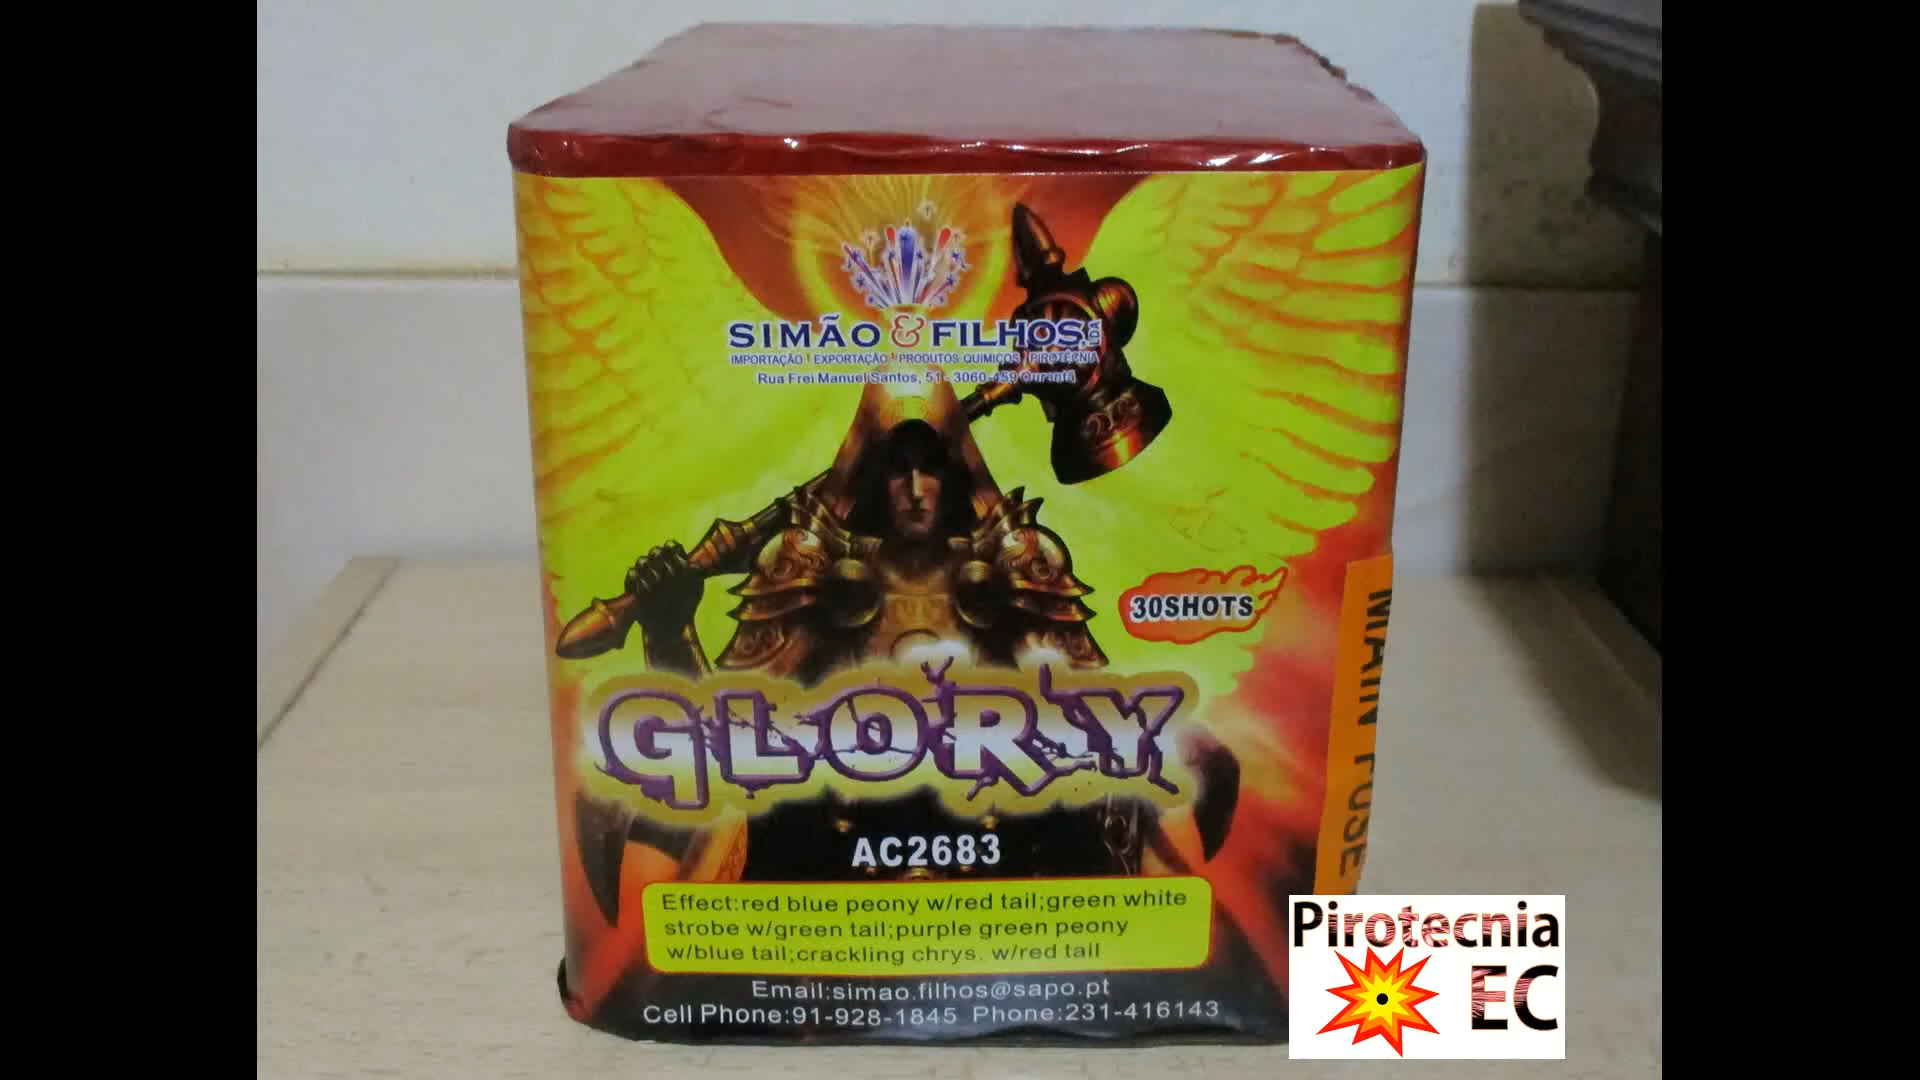 SIMÃO & FILHOS, LDA
IMPORTAÇÃO | EXPORTAÇÃO | PRODUTOS QUIMICOS | PIROTÉCNIA
Rua Frei Manuel Santos, 51 - 3060-459 Ourentã
30SHOTS
GLORY
MAIN FUSE
AC2683
Effect:red blue peony w/red tail;green white
strobe w/green tail;purple green peony
w/blue tail;crackling chrys. w/red tail
Email:simao.filhos@sapo.pt
Cell Phone:91-928-1845 Phone:231-416143
Pirotecnia
EC